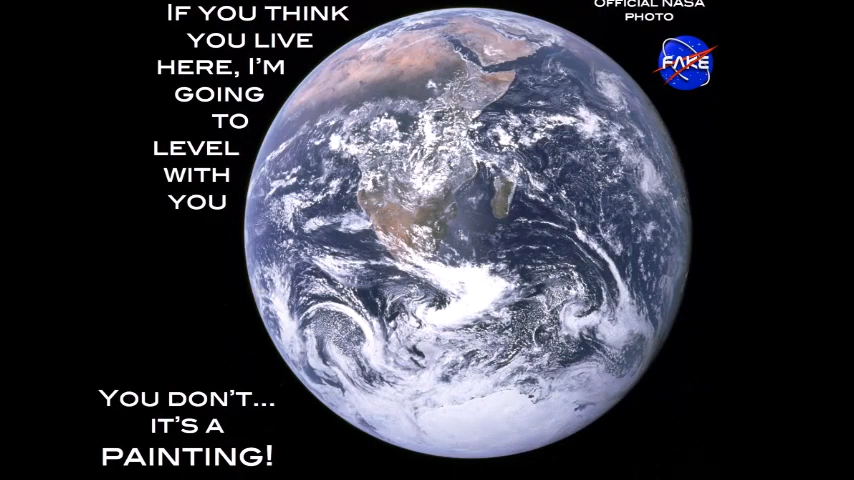 If you think
you live
here, I'm
going
to
level
with
you
Official NASA
photo
FAKE
You don't...
it's a
painting!